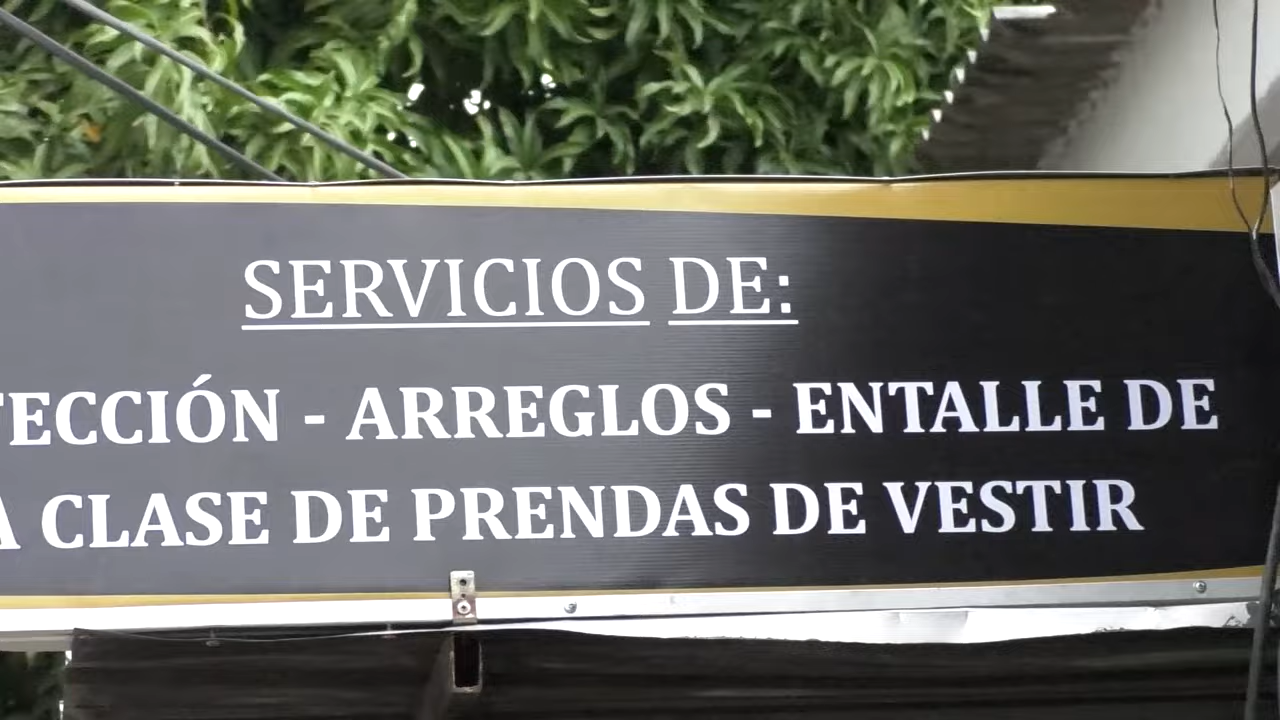 SERVICIOS DE:
FECCIÓN - ARREGLOS - ENTALLE DE
A CLASE DE PRENDAS DE VESTIR